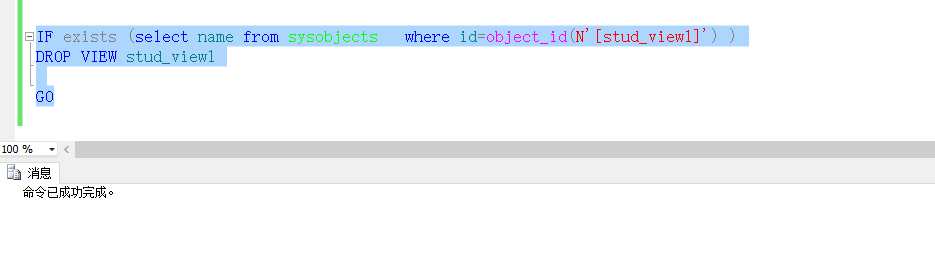 IF exists (select name from sysobjects   where id=object_id(N'[stud_view1]') )
DROP VIEW stud_view1
GO
100 %
消息
命令已成功完成。